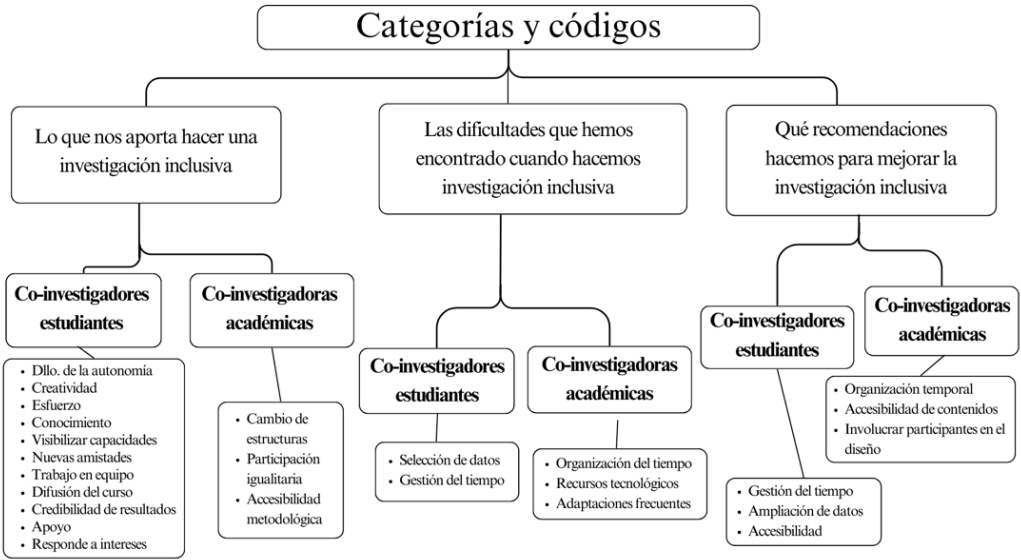 Categorías y códigos
Lo que nos aporta hacer una
investigación inclusiva
Las dificultades que hemos
encontrado cuando hacemos
investigación inclusiva
Qué recomendaciones
hacemos para mejorar la
investigación inclusiva
Co-investigadores
estudiantes
Co-investigadoras
académicas
Co-investigadores
estudiantes
Co-investigadoras
académicas
Co-investigadores
estudiantes
Co-investigadoras
académicas
• Dllo. de la autonomía
• Creatividad
• Esfuerzo
• Conocimiento
• Visibilizar capacidades
• Nuevas amistades
• Trabajo en equipo
• Difusión del curso
• Credibilidad de resultados
• Apoyo
• Responde a intereses
• Cambio de
estructuras
• Participación
igualitaria
• Accesibilidad
metodológica
• Selección de datos
• Gestión del tiempo
• Organización del tiempo
• Recursos tecnológicos
• Adaptaciones frecuentes
• Gestión del tiempo
• Ampliación de datos
• Accesibilidad
• Organización temporal
• Accesibilidad de contenidos
• Involucrar participantes en el
diseño